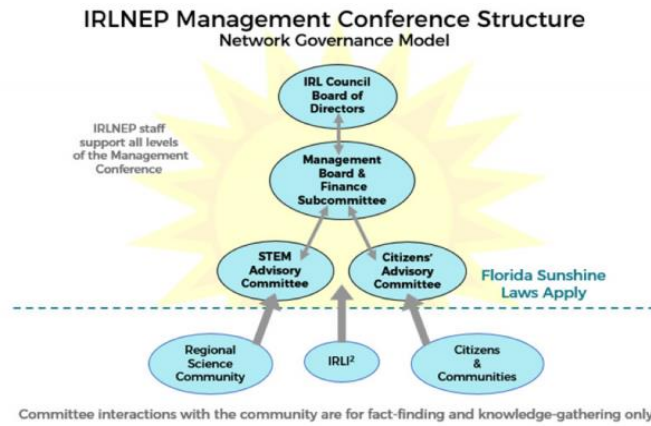 IRLNEP Management Conference Structure
Network Governance Model
IRL Council
Board of
Directors
IRLNEP staff
support all levels
of the Management
Conference
Management
Board &
Finance
Subcommittee
STEM
Advisory
Committee
Citizens'
Advisory
Committee
Florida Sunshine
Laws Apply
Regional
Science
Community
IRLI²
Citizens
&
Communities
Committee interactions with the community are for fact-finding and knowledge-gathering only